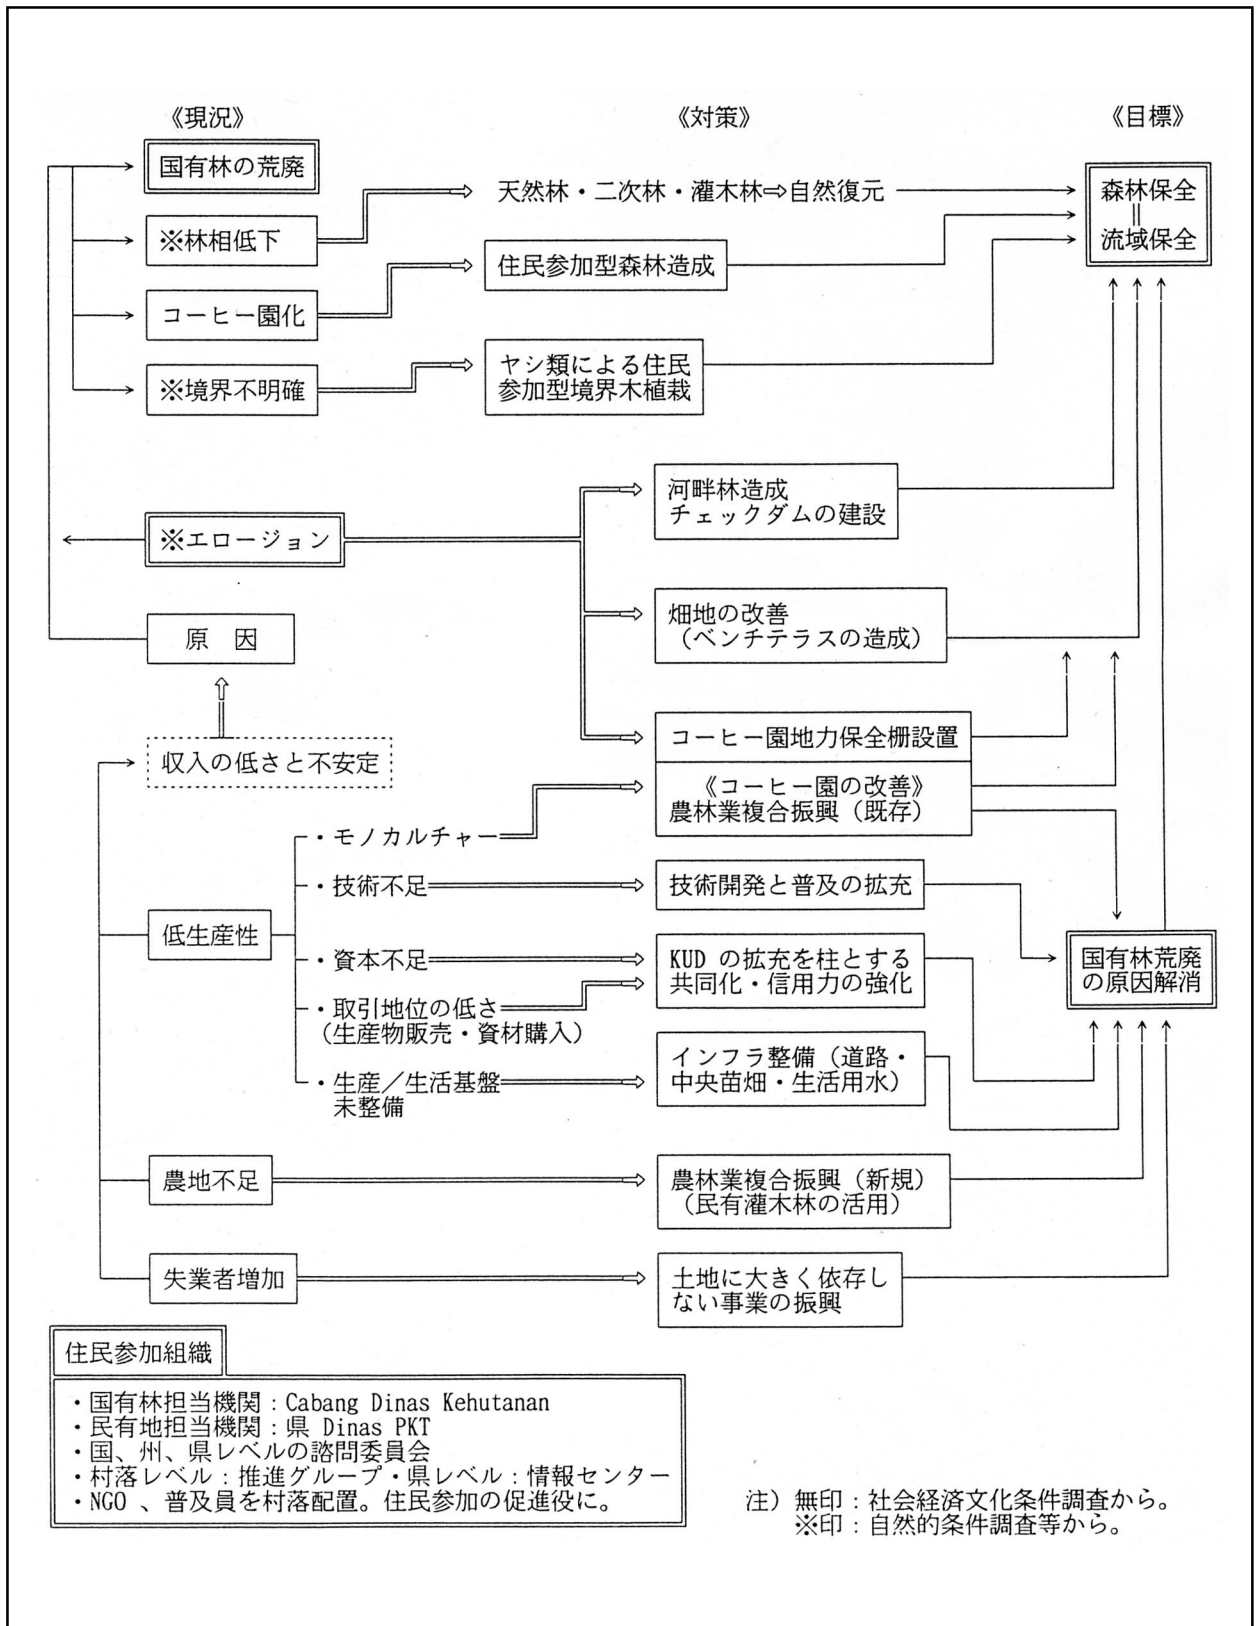 《現況》
《対策》
《目標》
国有林の荒廃
天然林・二次林・灌木林⇨自然復元
森林保全
||
流域保全
※林相低下
住民参加型森林造成
コーヒー園化
ヤシ類による住民
参加型境界木植栽
※境界不明確
河畔林造成
チェックダムの建設
※エロージョン
畑地の改善
（ベンチテラスの造成）
原　因
コーヒー園地力保全柵設置
収入の低さと不安定
《コーヒー園の改善》
農林業複合振興（既存）
・モノカルチャー
・技術不足
技術開発と普及の拡充
低生産性
・資本不足
KUD の拡充を柱とする
共同化・信用力の強化
国有林荒廃
の原因解消
・取引地位の低さ
（生産物販売・資材購入）
インフラ整備（道路・
中央苗畑・生活用水）
・生産／生活基盤
未整備
農地不足
農林業複合振興（新規）
（民有灌木林の活用）
失業者増加
土地に大きく依存し
ない事業の振興
住民参加組織
・国有林担当機関：Cabang Dinas Kehutanan
・民有地担当機関：県 Dinas PKT
・国、州、県レベルの諮問委員会
・村落レベル：推進グループ・県レベル：情報センター
・NGO 、普及員を村落配置。住民参加の促進役に。
注）無印：社会経済文化条件調査から。
※印：自然的条件調査等から。